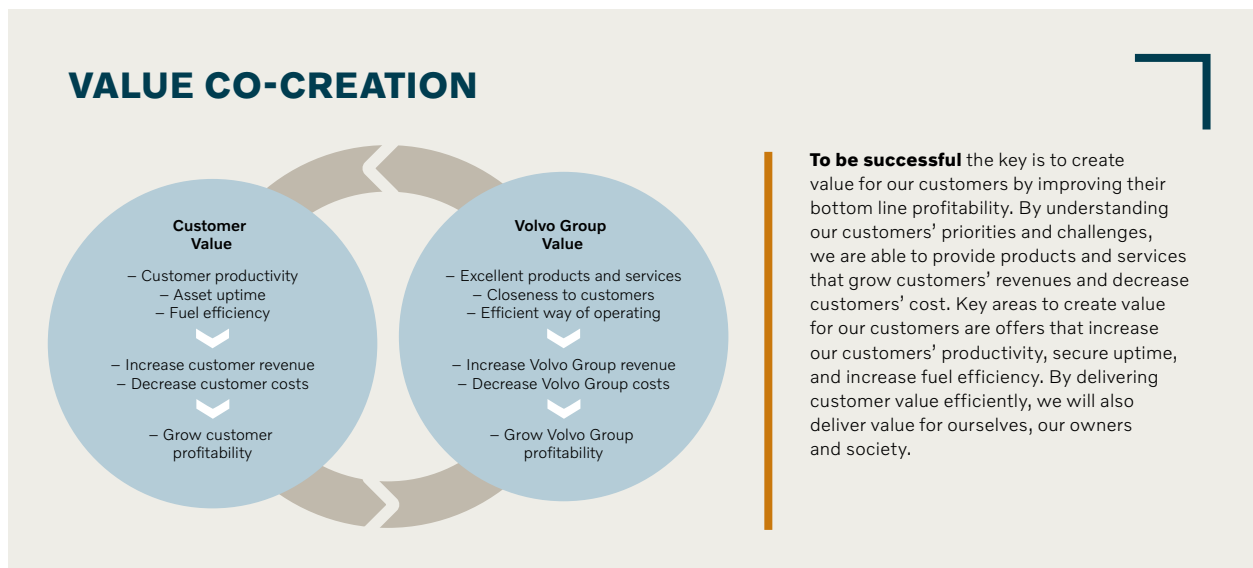 VALUE CO-CREATION
Customer
Value
– Customer productivity
– Asset uptime
– Fuel efficiency
– Increase customer revenue
– Decrease customer costs
– Grow customer
profitability
Volvo Group
Value
– Excellent products and services
– Closeness to customers
– Efficient way of operating
– Increase Volvo Group revenue
– Decrease Volvo Group costs
– Grow Volvo Group
profitability
To be successful the key is to create
value for our customers by improving their
bottom line profitability. By understanding
our customers’ priorities and challenges,
we are able to provide products and services
that grow customers’ revenues and decrease
customers’ cost. Key areas to create value
for our customers are offers that increase
our customers’ productivity, secure uptime,
and increase fuel efficiency. By delivering
customer value efficiently, we will also
deliver value for ourselves, our owners
and society.